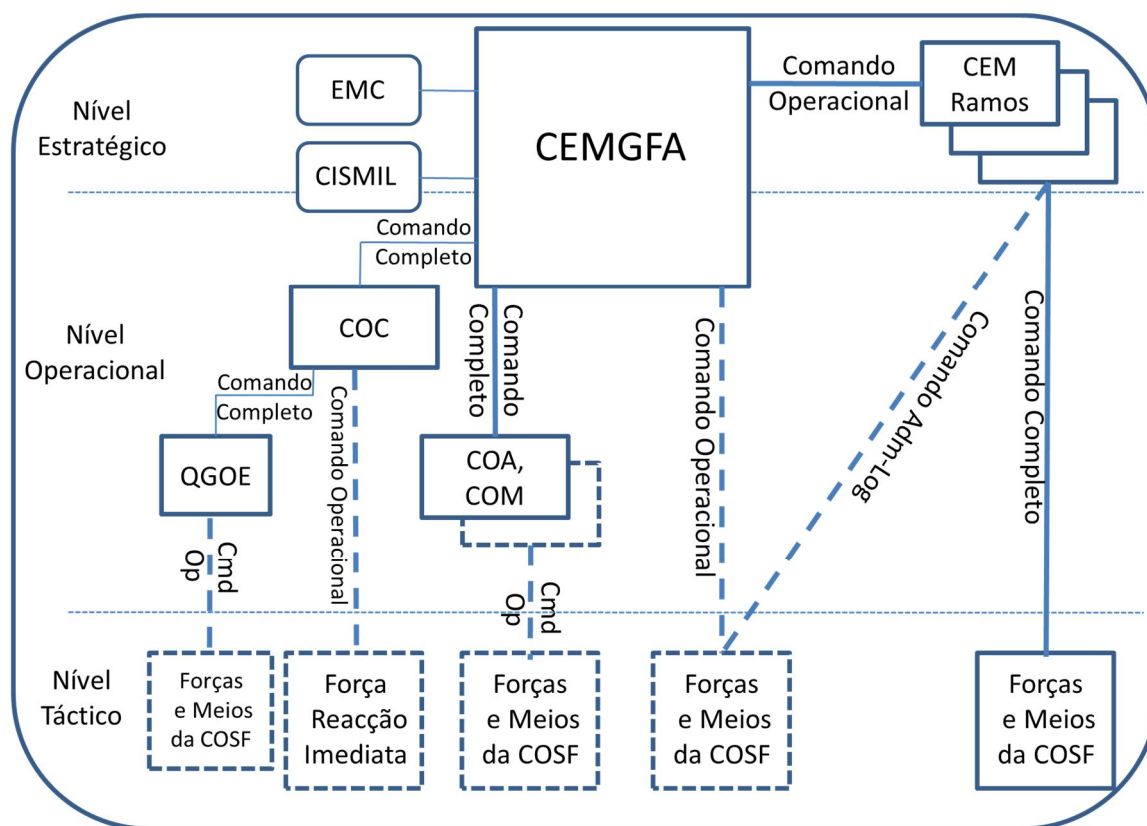 Nível
Estratégico
EMC
CISMIL
CEMGFA
Comando
Operacional
CEM
Ramos
Comando
Completo
Nível
Operacional
COC
Comando
Completo
Comando Operacional
Comando
Completo
Comando Operacional
Comando Adm-Log
Comando Completo
QGOE
COA,
COM
Cmd
Op
Cmd
Op
Nível
Táctico
Forças
e Meios
da COSF
Força
Reacção
Imediata
Forças
e Meios
da COSF
Forças
e Meios
da COSF
Forças
e Meios
da COSF